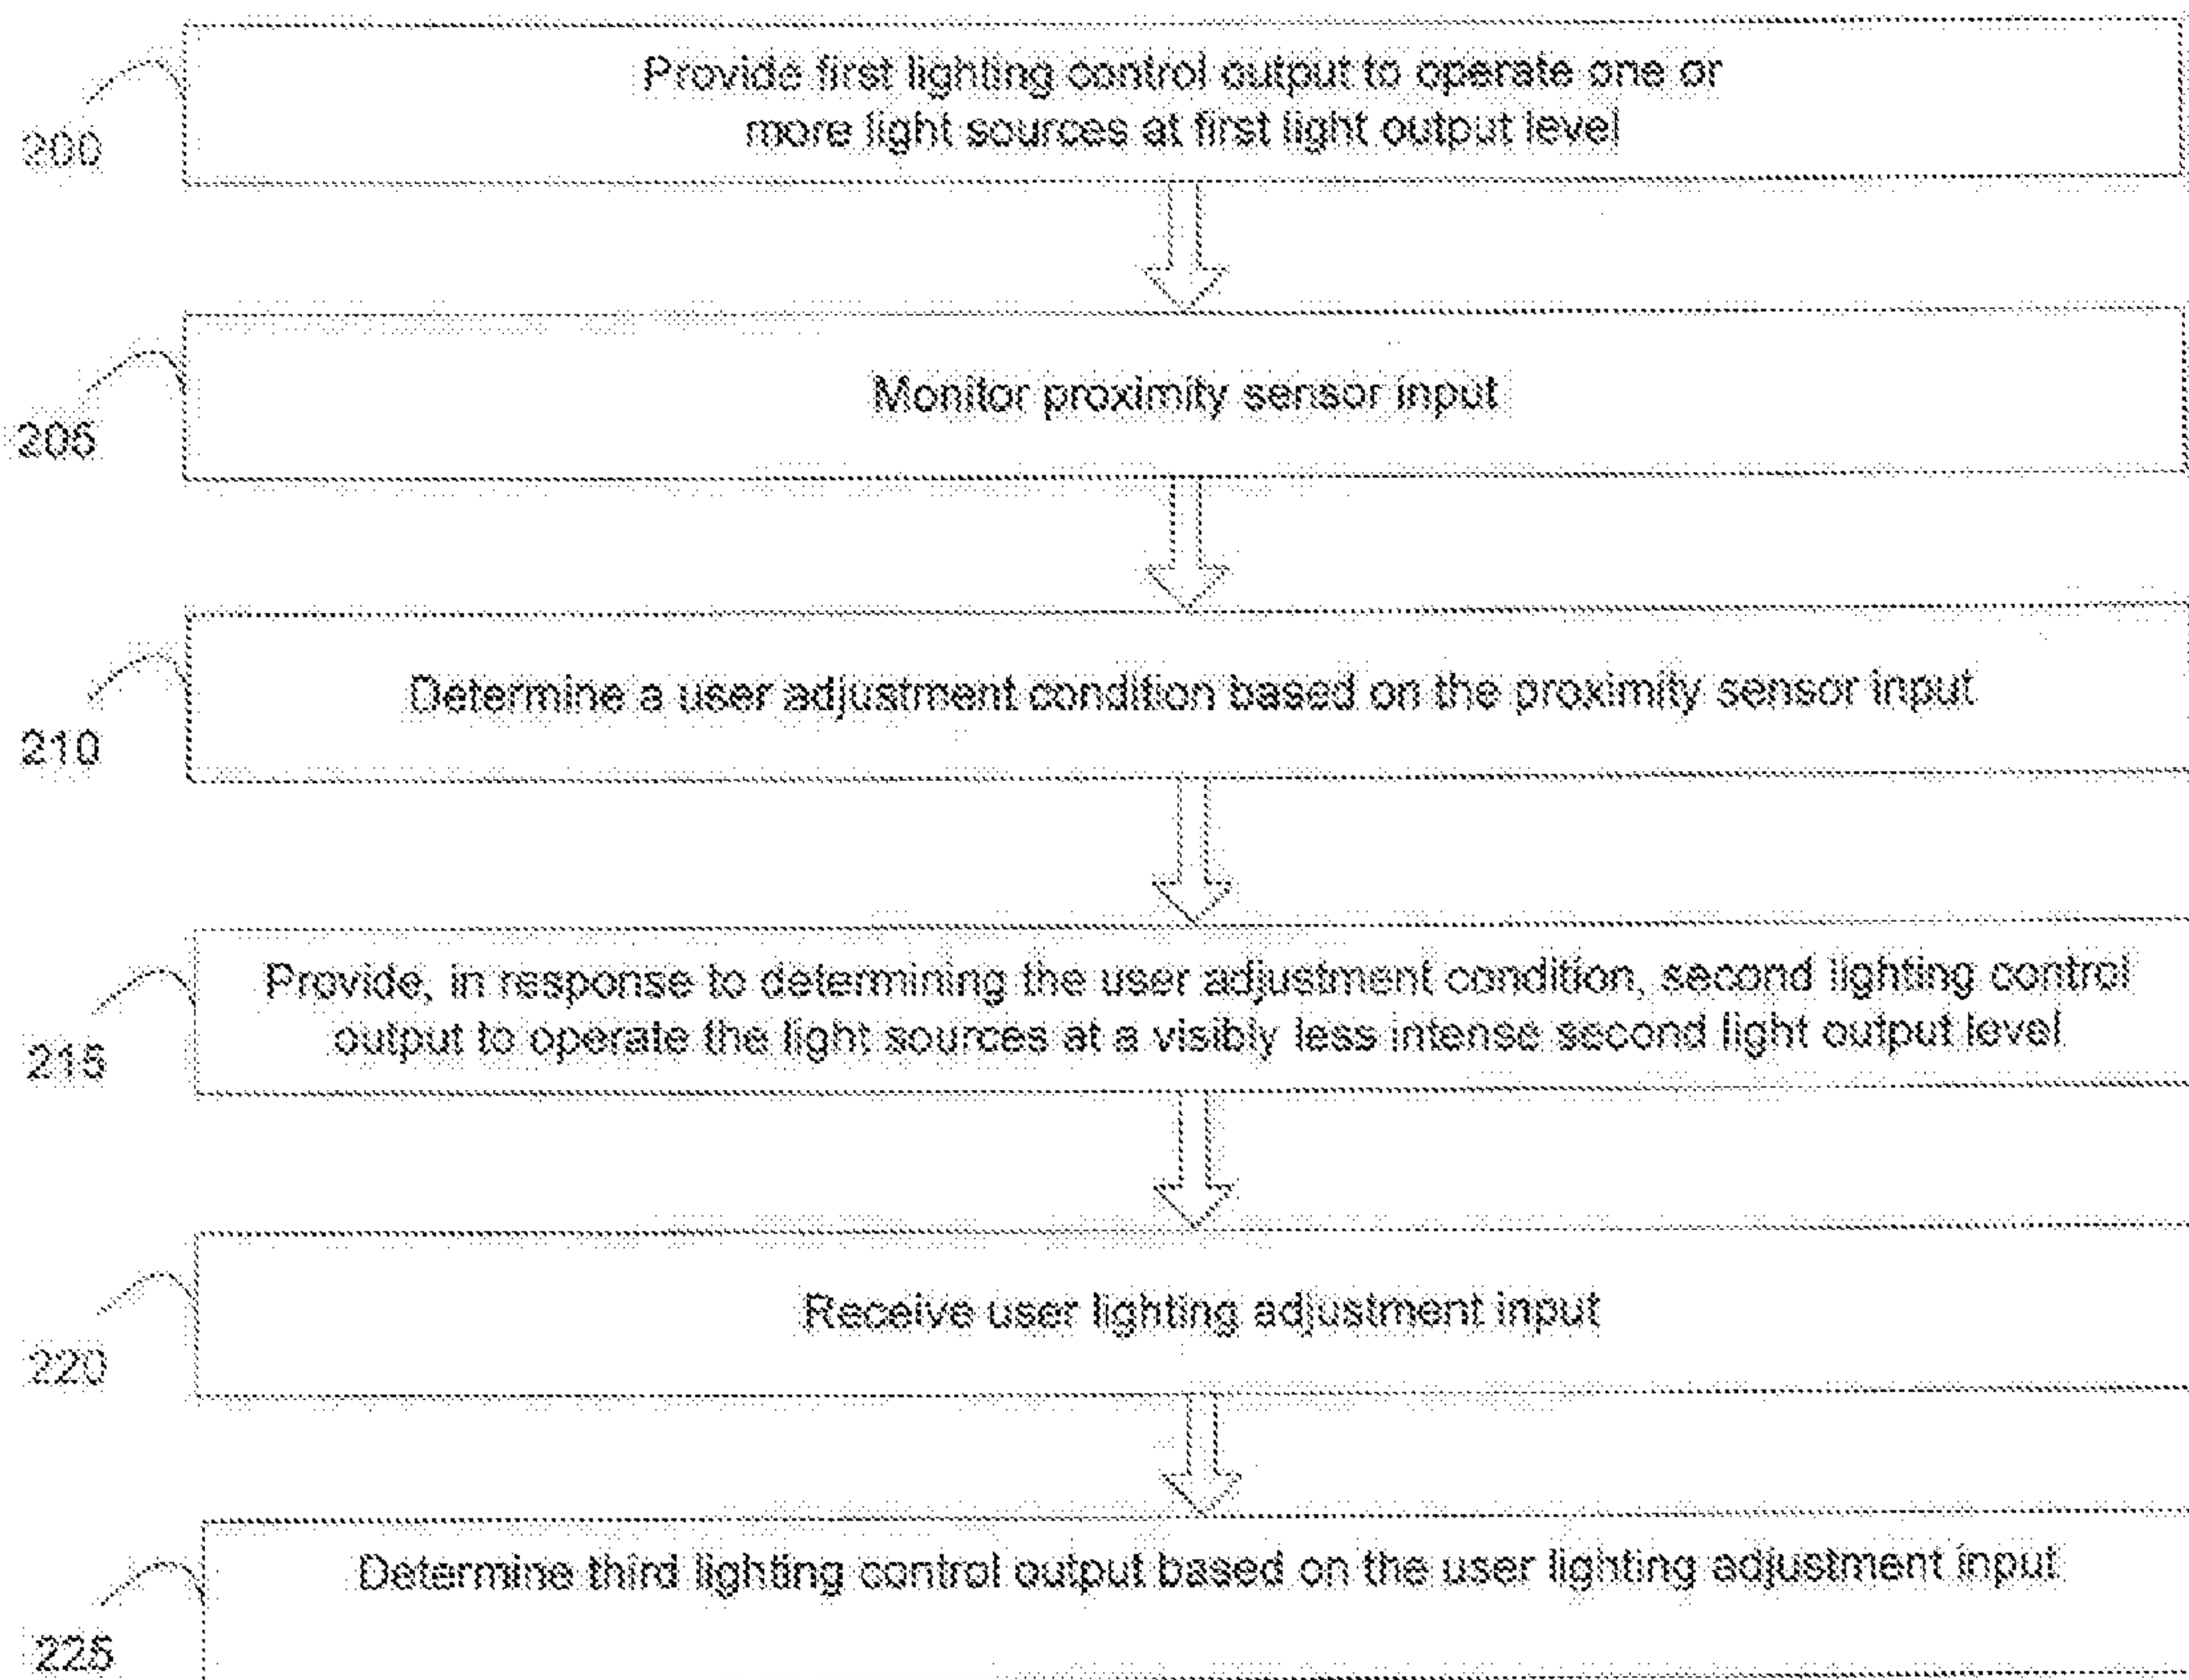 Provide first lighting control output to operate one or
more light sources at first light output level
200
Monitor proximity sensor input
205
Determine a user adjustment condition based on the proximity sensor input
210
Provide, in response to determining the user adjustment condition, second lighting control
output to operate the light sources at a visibly less intense second light output level
215
Receive user lighting adjustment input
220
Determine third lighting control output based on the user lighting adjustment input
225